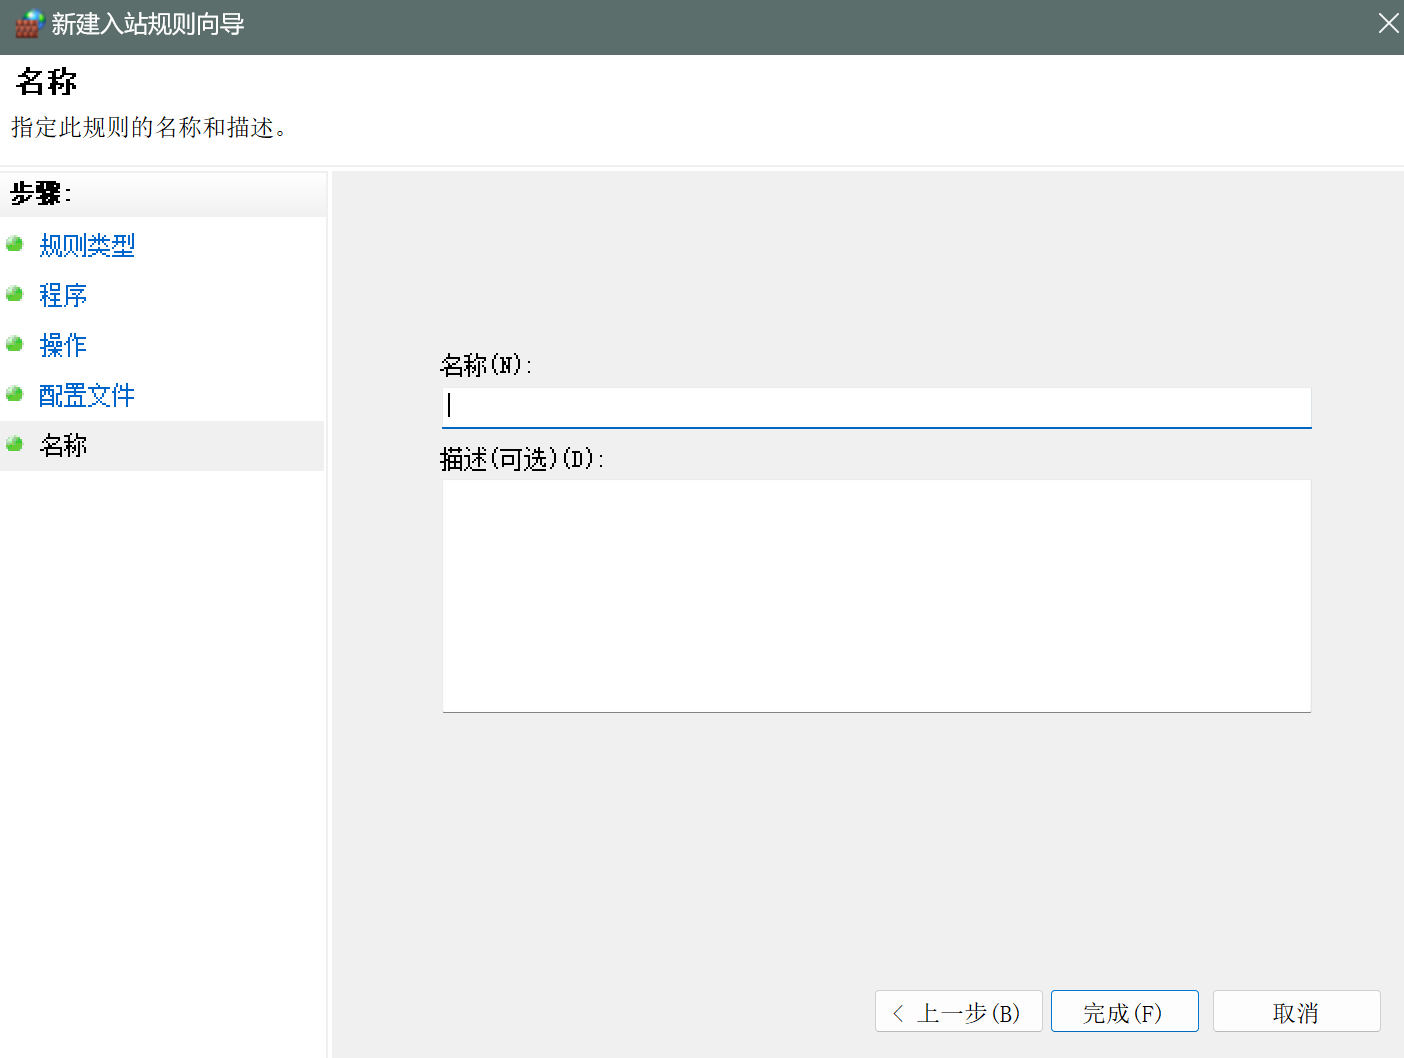 新建入站规则向导
名称
指定此规则的名称和描述。
步骤:
规则类型
程序
操作
配置文件
名称
名称(N):
描述(可选)(D):
< 上一步(B)
完成(F)
取消